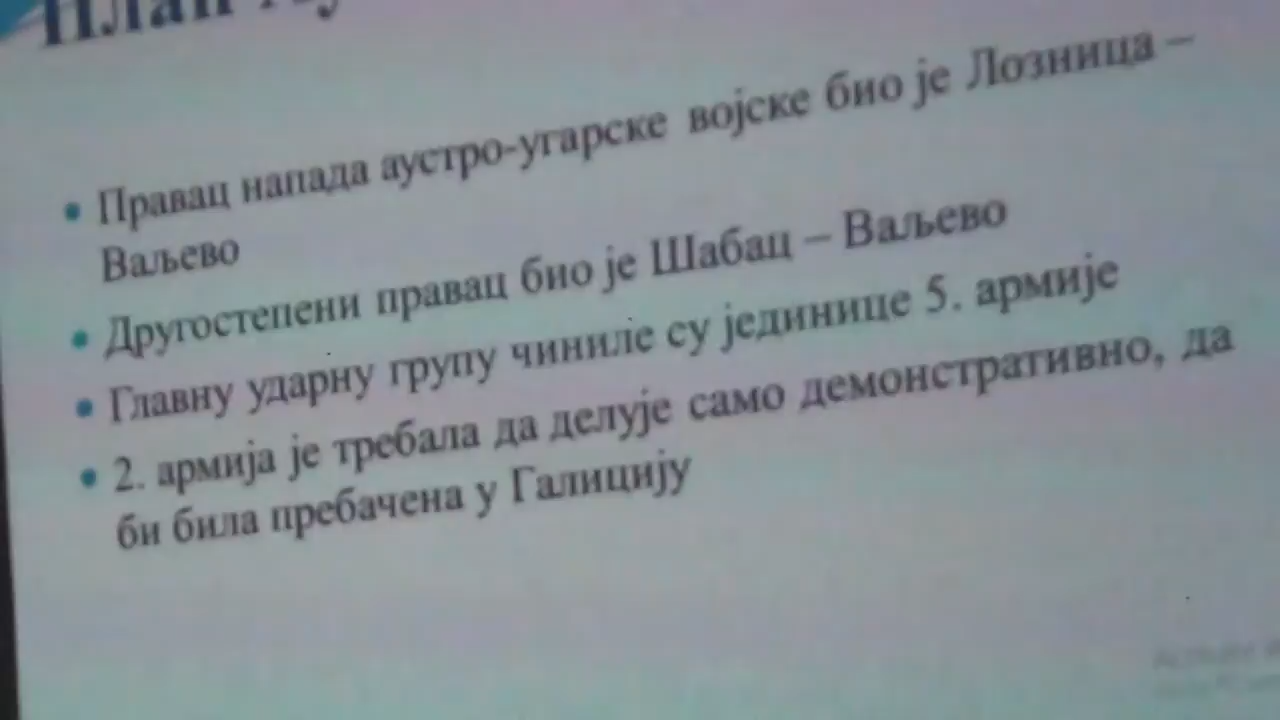 План
• Правац напада аустро-угарске војске био је Лозница –
Ваљево
• Другостепени правац био је Шабац – Ваљево
• Главну ударну групу чиниле су јединице 5. армије
• 2. армија је требала да делује само демонстративно, да
би била пребачена у Галицију